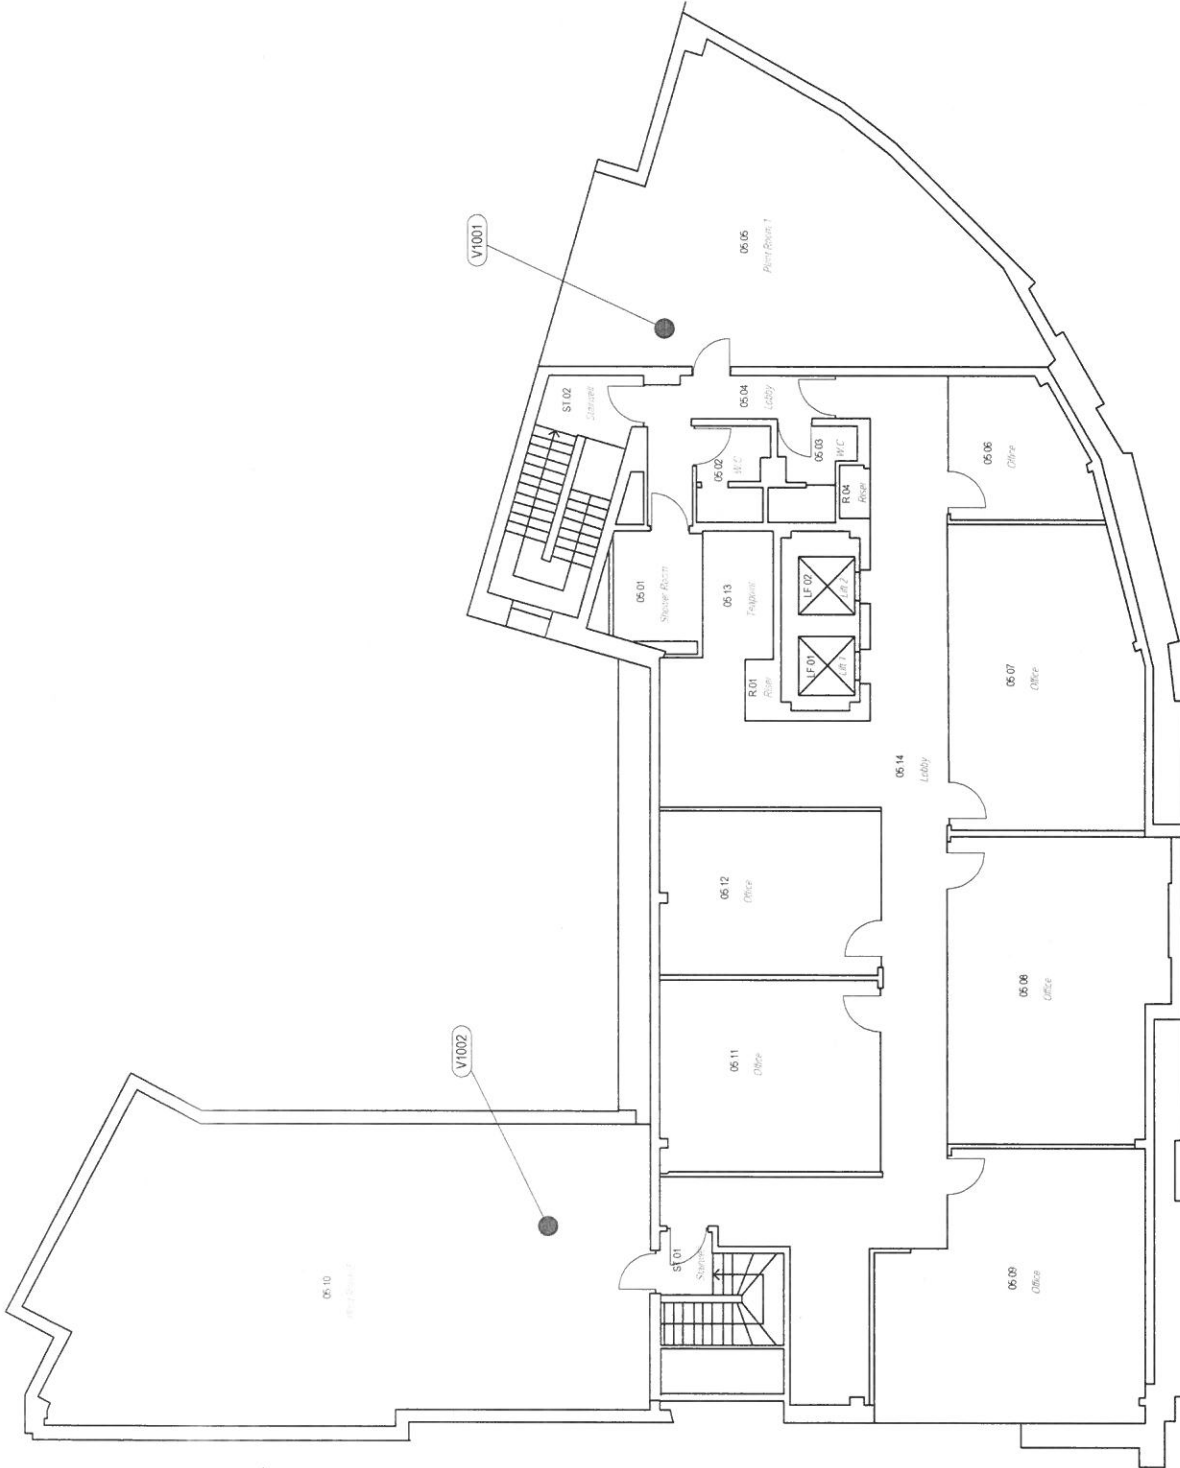 V1001
05.05
Plant Room 1
ST.02
Stairwell
05.04
Lobby
05.02
W.C
05.03
W.C
R.04
Riser
05.06
Office
05.01
Shower Room
05.13
Teapoint
LF.02
Lift 2
LF.01
Lift 1
R.01
Riser
05.07
Office
05.14
Lobby
05.12
Office
05.08
Office
05.11
Office
V1002
05.10
ST.01
Stairwell
05.09
Office